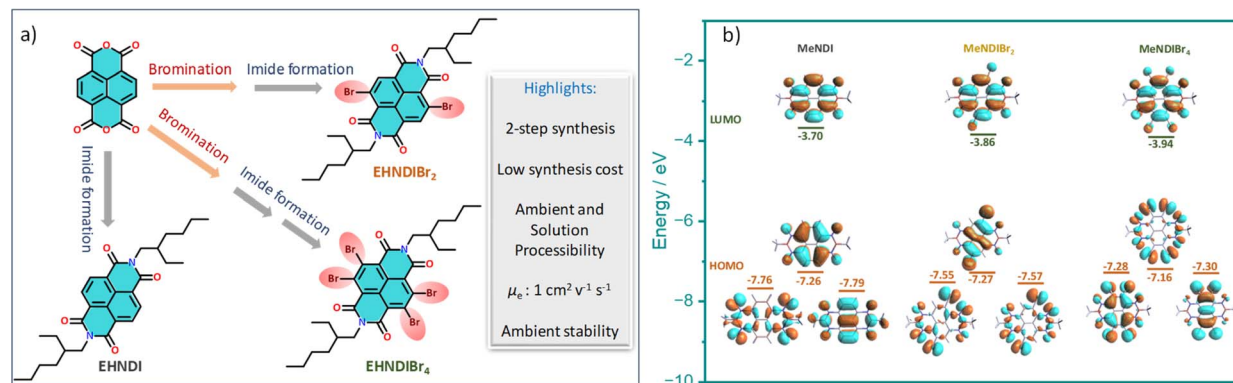 a)
O O O
O O O
Bromination
Imide formation
Br
Br
O N O
O N O
EHNDIBr₂
Bromination
Imide formation
Imide formation
O N O
O N O
EHNDI
Br
Br
Br
Br
O N O
O N O
EHNDIBr₄
Highlights:
2-step synthesis
Low synthesis cost
Ambient and
Solution
Processibility
μₑ : 1 cm² v⁻¹ s⁻¹
Ambient stability
b)
Energy / eV
−2
−4
−6
−8
−10
MeNDI
MeNDIBr₂
MeNDIBr₄
LUMO
-3.70
-3.86
-3.94
HOMO
-7.76
-7.26
-7.79
-7.55
-7.27
-7.57
-7.28
-7.16
-7.30